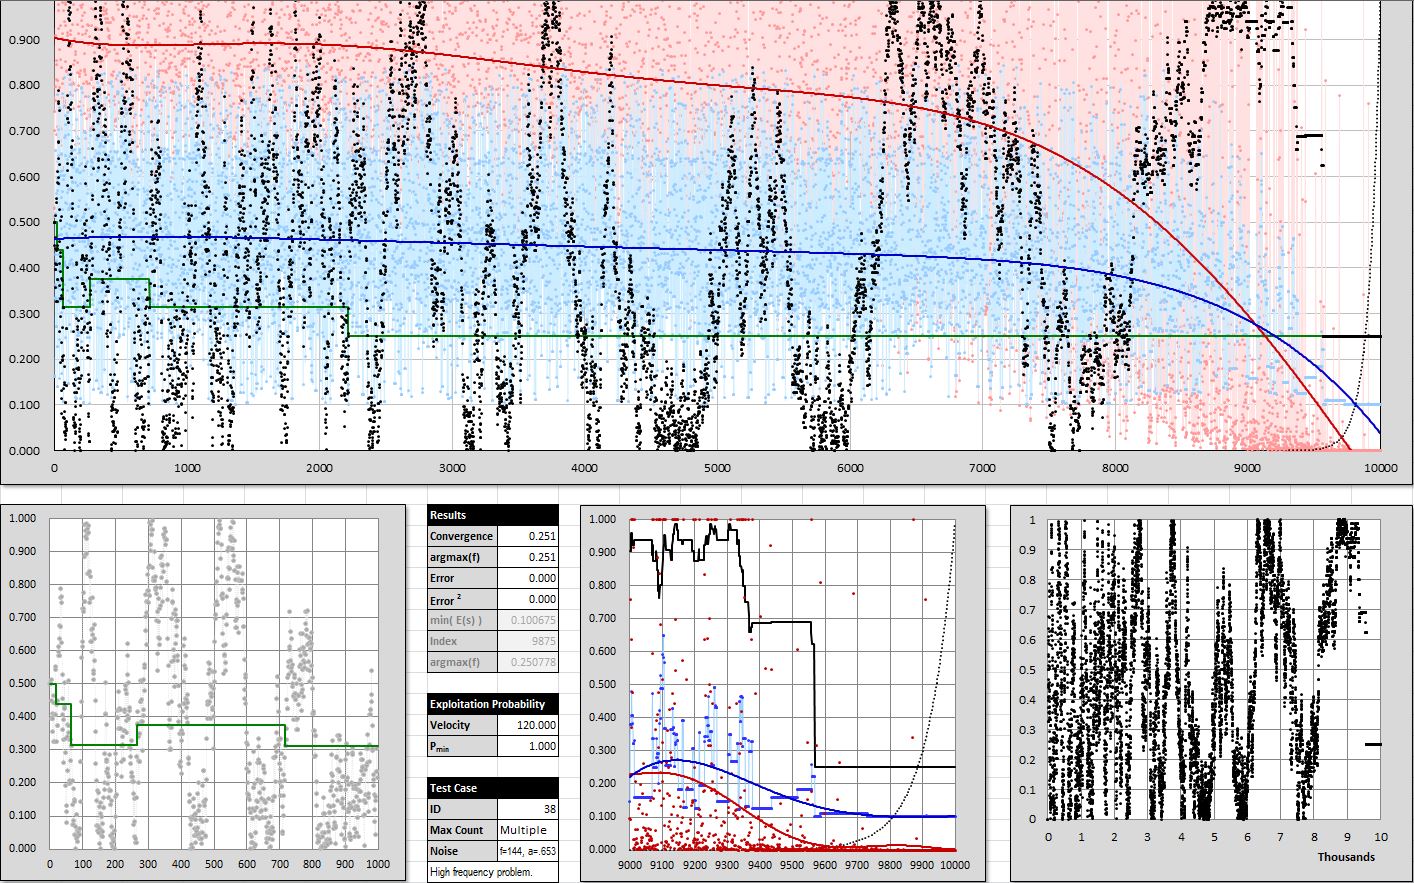 0.900
0.800
0.700
0.600
0.500
0.400
0.300
0.200
0.100
0.000
0 1000 2000 3000 4000 5000 6000 7000 8000 9000 10000
1.000
0.900
0.800
0.700
0.600
0.500
0.400
0.300
0.200
0.100
0.000
0 100 200 300 400 500 600 700 800 900 1000
Results
Convergence 0.251
argmax(f) 0.251
Error 0.000
Error 2 0.000
min( E(s) ) 0.100675
Index 9875
argmax(f) 0.250778
Exploitation Probability
Velocity 120.000
Pmin 1.000
Test Case
ID 38
Max Count Multiple
Noise f=144, a=.653
High frequency problem.
1.000
0.900
0.800
0.700
0.600
0.500
0.400
0.300
0.200
0.100
0.000
9000 9100 9200 9300 9400 9500 9600 9700 9800 9900 10000
1
0.9
0.8
0.7
0.6
0.5
0.4
0.3
0.2
0.1
0
0 1 2 3 4 5 6 7 8 9 10
Thousands